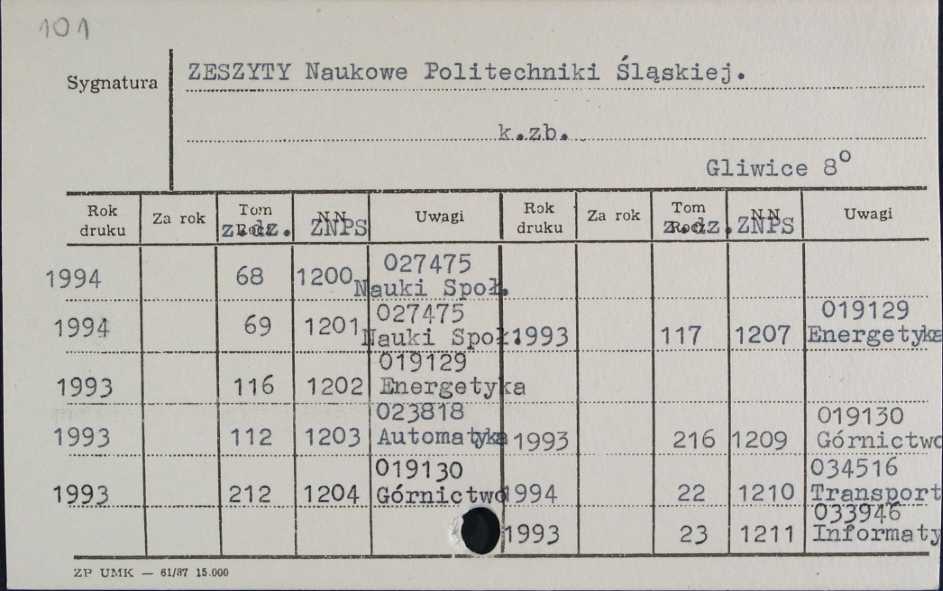 101
Sygnatura
ZESZYTY Naukowe Politechniki Śląskiej.
k.zb.
Gliwice 8°
Rok druku Za rok Tom z.dz. N.N. ZNPS Uwagi Rok druku Za rok Tom z.dz. N.N. ZNPS Uwagi
1994 68 1200 027475 Nauki Społ.
1994 69 1201 027475 Nauki Społ. 1993 117 1207 019129 Energetyka
1993 116 1202 019129 Energetyka
1993 112 1203 023818 Automatyka 1993 216 1209 019130 Górnictwo
1993 212 1204 019130 Górnictwo 1994 22 1210 034516 Transport
1993 23 1211 033946 Informaty
ZP UMK — 61/87 15.000